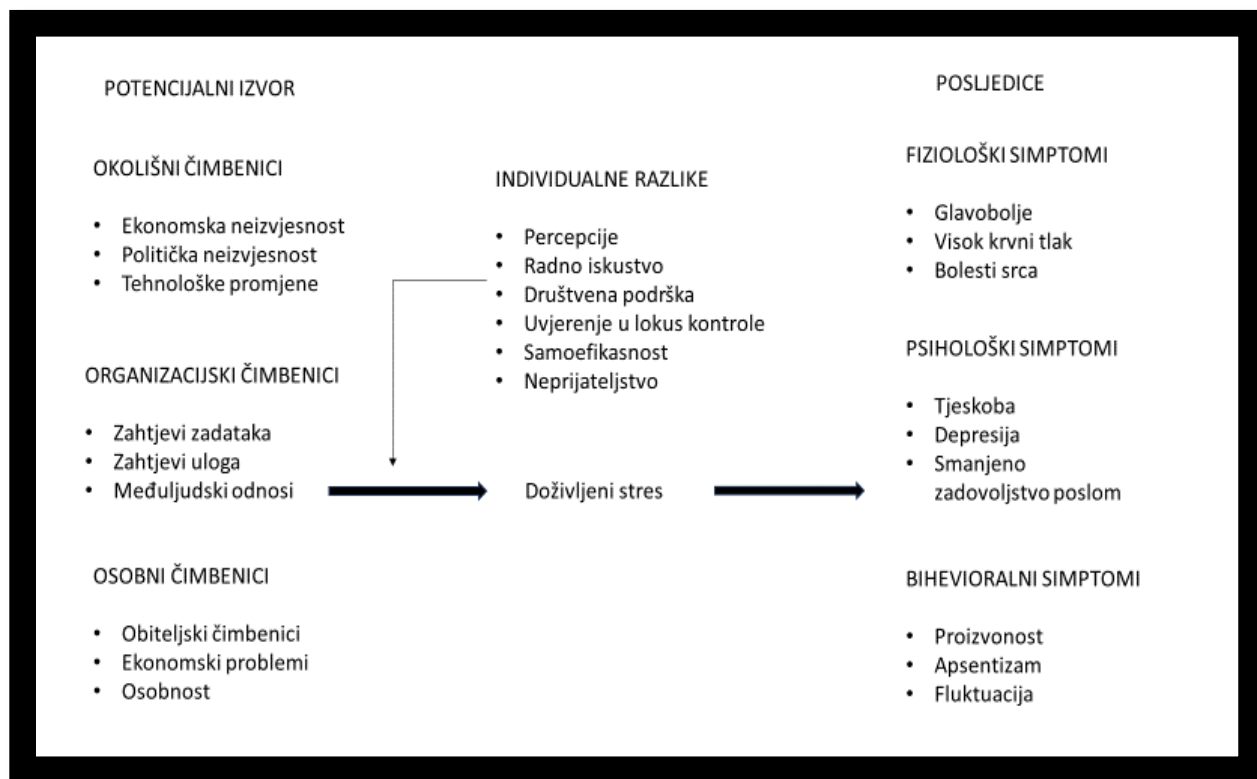 POTENCIJALNI IZVOR
OKOLIŠNI ČIMBENICI
• Ekonomska neizvjesnost
• Politička neizvjesnost
• Tehnološke promjene
ORGANIZACIJSKI ČIMBENICI
• Zahtjevi zadataka
• Zahtjevi uloga
• Međuljudski odnosi
OSOBNI ČIMBENICI
• Obiteljski čimbenici
• Ekonomski problemi
• Osobnost
INDIVIDUALNE RAZLIKE
• Percepcije
• Radno iskustvo
• Društvena podrška
• Uvjerenje u lokus kontrole
• Samoefikasnost
• Neprijateljstvo
Doživljeni stres
POSLJEDICE
FIZIOLOŠKI SIMPTOMI
• Glavobolje
• Visok krvni tlak
• Bolesti srca
PSIHOLOŠKI SIMPTOMI
• Tjeskoba
• Depresija
• Smanjeno
zadovoljstvo poslom
BIHEVIORALNI SIMPTOMI
• Proizvonost
• Apsentizam
• Fluktuacija